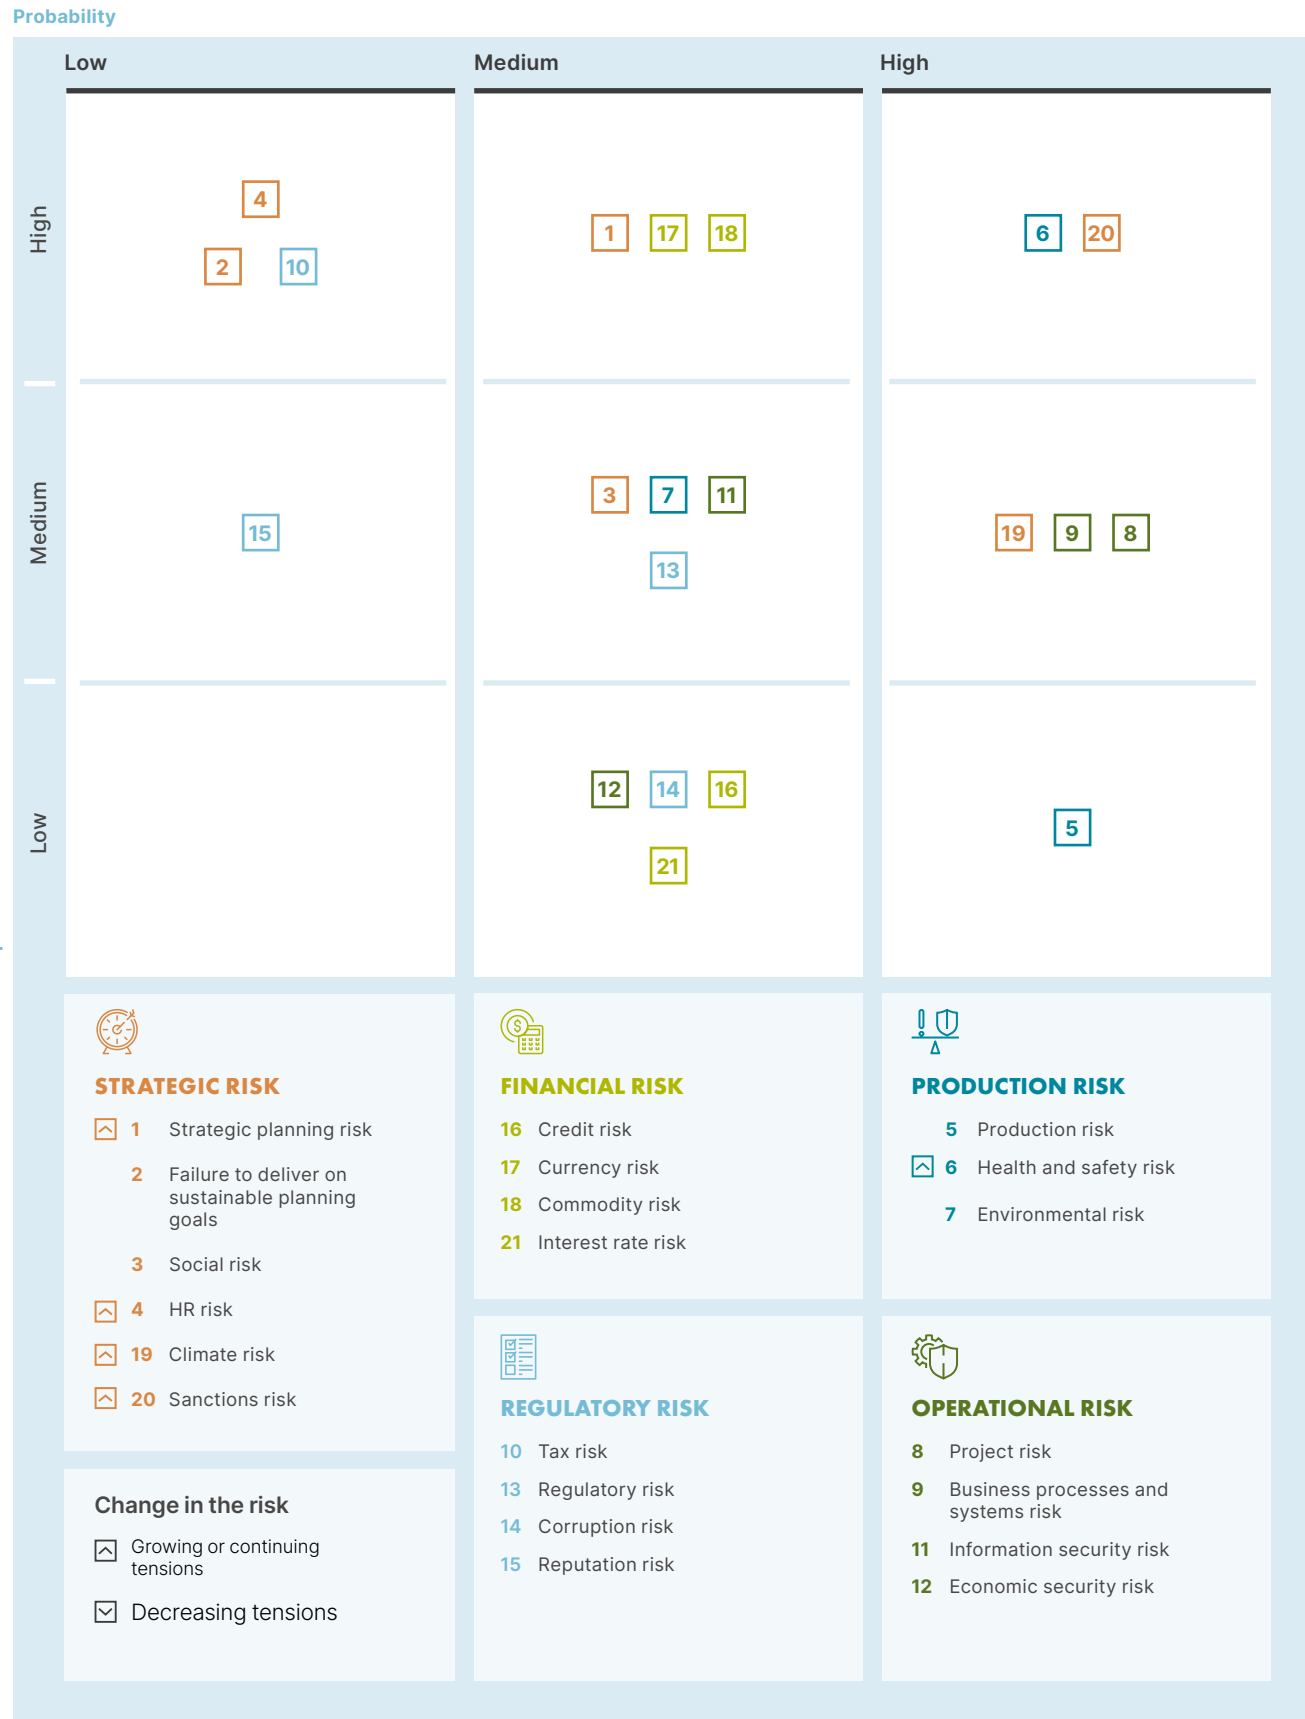 Probability
Low Medium High
High
4
1 17 18
6 20
2 10
Medium
15
3 7 11
13
19 9 8
Low
12 14 16
21
5
STRATEGIC RISK
1 Strategic planning risk
2 Failure to deliver on
sustainable planning
goals
3 Social risk
4 HR risk
19 Climate risk
20 Sanctions risk
Change in the risk
Growing or continuing
tensions
Decreasing tensions
FINANCIAL RISK
16 Credit risk
17 Currency risk
18 Commodity risk
21 Interest rate risk
REGULATORY RISK
10 Tax risk
13 Regulatory risk
14 Corruption risk
15 Reputation risk
PRODUCTION RISK
5 Production risk
6 Health and safety risk
7 Environmental risk
OPERATIONAL RISK
8 Project risk
9 Business processes and
systems risk
11 Information security risk
12 Economic security risk